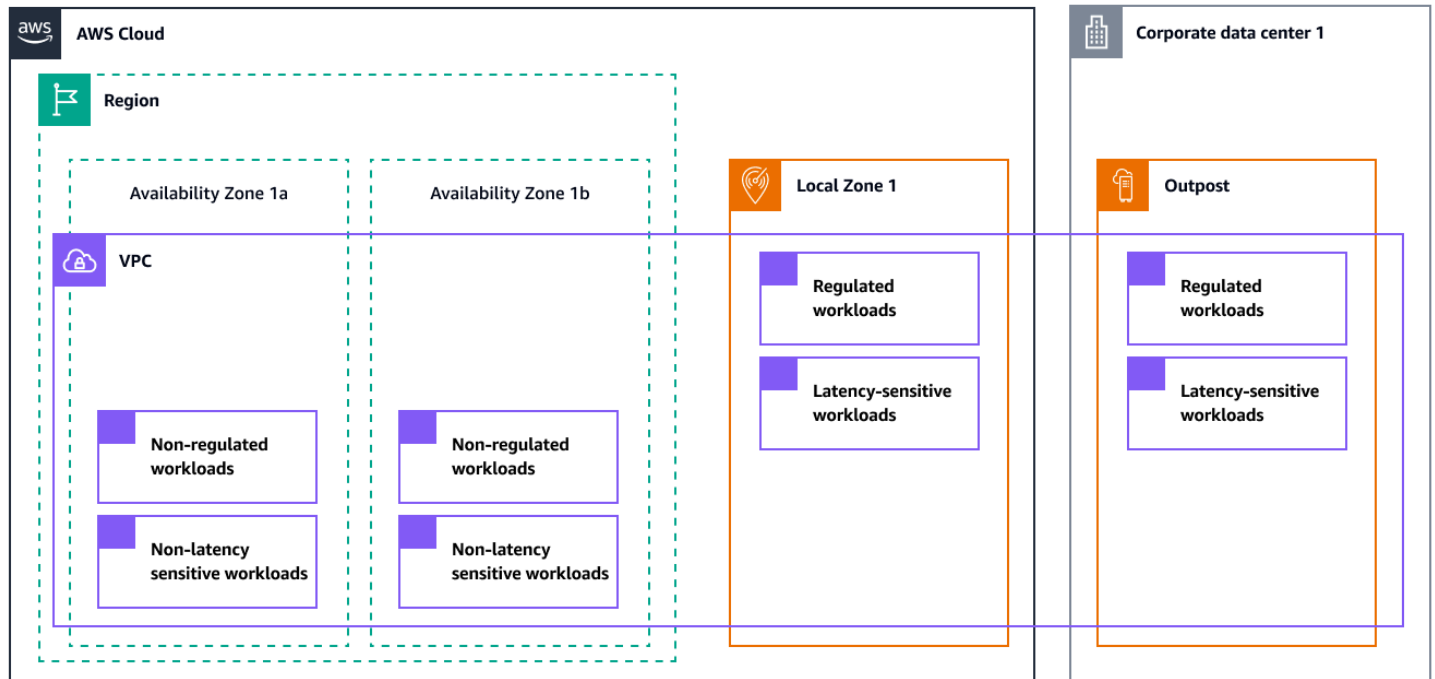 aws
AWS Cloud
Corporate data center 1
Region
Availability Zone 1a
Availability Zone 1b
Local Zone 1
Outpost
VPC
Regulated
workloads
Regulated
workloads
Latency-sensitive
workloads
Latency-sensitive
workloads
Non-regulated
workloads
Non-regulated
workloads
Non-latency
sensitive workloads
Non-latency
sensitive workloads